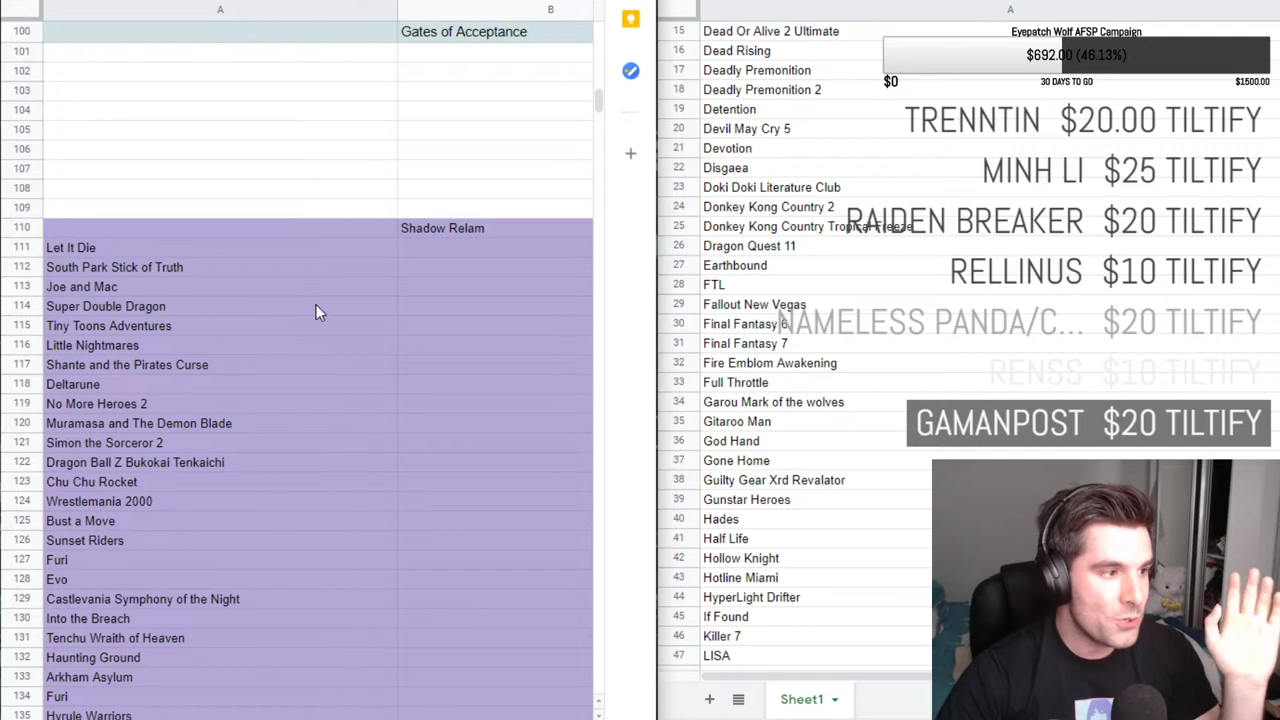 A
B
100 Gates of Acceptance
101
102
103
104
105
106
107
108
109
110 Shadow Relam
111 Let It Die
112 South Park Stick of Truth
113 Joe and Mac
114 Super Double Dragon
115 Tiny Toons Adventures
116 Little Nightmares
117 Shante and the Pirates Curse
118 Deltarune
119 No More Heroes 2
120 Muramasa and The Demon Blade
121 Simon the Sorceror 2
122 Dragon Ball Z Bukokai Tenkaichi
123 Chu Chu Rocket
124 Wrestlemania 2000
125 Bust a Move
126 Sunset Riders
127 Furi
128 Evo
129 Castlevania Symphony of the Night
130 Into the Breach
131 Tenchu Wraith of Heaven
132 Haunting Ground
133 Arkham Asylum
134 Furi
135 Hyrule Warriors
A
15 Dead Or Alive 2 Ultimate
16 Dead Rising
17 Deadly Premonition
18 Deadly Premonition 2
19 Detention
20 Devil May Cry 5
21 Devotion
22 Disgaea
23 Doki Doki Literature Club
24 Donkey Kong Country 2
25 Donkey Kong Country Tropical Freeze
26 Dragon Quest 11
27 Earthbound
28 FTL
29 Fallout New Vegas
30 Final Fantasy 6
31 Final Fantasy 7
32 Fire Emblom Awakening
33 Full Throttle
34 Garou Mark of the wolves
35 Gitaroo Man
36 God Hand
37 Gone Home
38 Guilty Gear Xrd Revalator
39 Gunstar Heroes
40 Hades
41 Half Life
42 Hollow Knight
43 Hotline Miami
44 HyperLight Drifter
45 If Found
46 Killer 7
47 LISA
Sheet1
Eyepatch Wolf AFSP Campaign
$692.00 (46.13%)
$0 30 DAYS TO GO $1500.00
TRENNTIN $20.00 TILTIFY
MINH LI $25 TILTIFY
RAIDEN BREAKER $20 TILTIFY
RELLINUS $10 TILTIFY
NAMELESS PANDA/C... $20 TILTIFY
RENSS $10 TILTIFY
GAMANPOST $20 TILTIFY